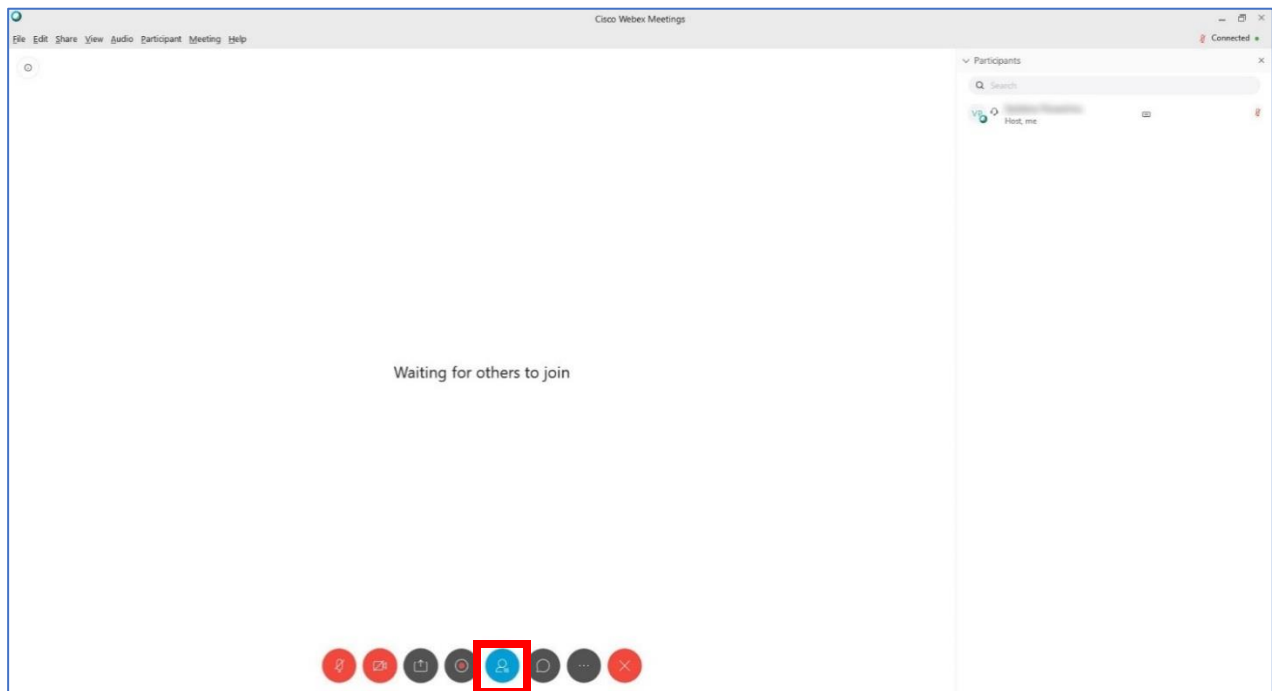 Cisco Webex Meetings
File Edit Share View Audio Participant Meeting Help
Connected
Participants
Search
Host, me
Waiting for others to join